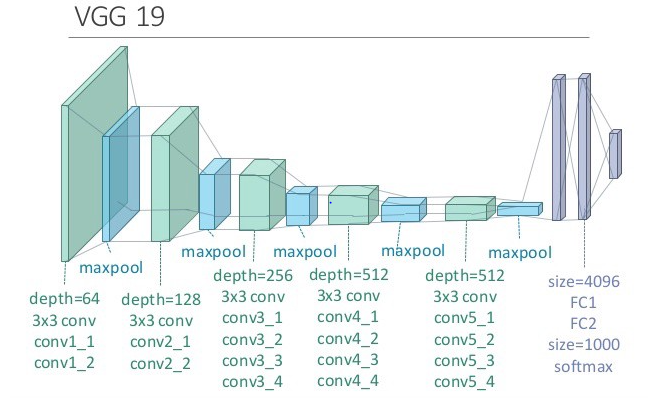 VGG 19
maxpool
maxpool
maxpool
maxpool
maxpool
depth=64
3x3 conv
conv1_1
conv1_2
depth=128
3x3 conv
conv2_1
conv2_2
depth=256
3x3 conv
conv3_1
conv3_2
conv3_3
conv3_4
depth=512
3x3 conv
conv4_1
conv4_2
conv4_3
conv4_4
depth=512
3x3 conv
conv5_1
conv5_2
conv5_3
conv5_4
size=4096
FC1
FC2
size=1000
softmax